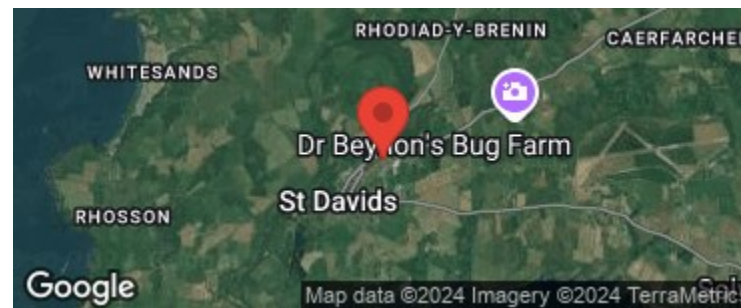 RHODIAD-Y-BRENIN
CAERFARCHE
WHITESANDS
Dr Beynon's Bug Farm
St Davids
RHOSSON
Google
Map data ©2024 Imagery ©2024 TerraMetric